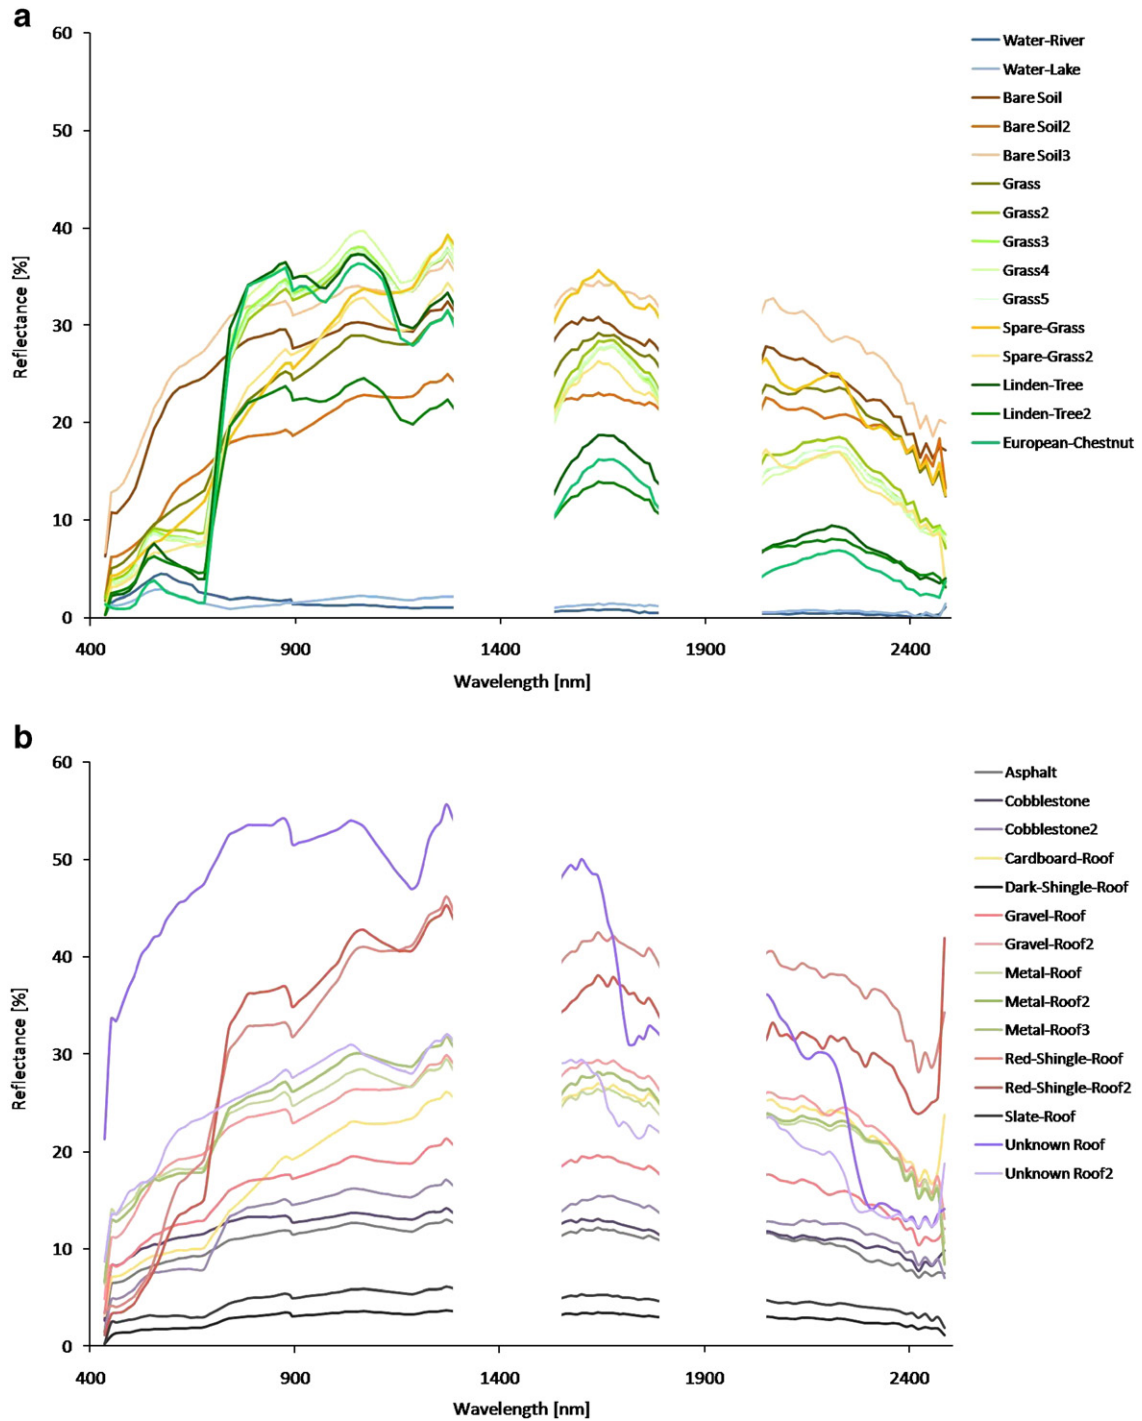 a
60
50
40
30
20
10
0
Reflectance [%]
400 900 1400 1900 2400
Wavelength [nm]
Water-River
Water-Lake
Bare Soil
Bare Soil2
Bare Soil3
Grass
Grass2
Grass3
Grass4
Grass5
Spare-Grass
Spare-Grass2
Linden-Tree
Linden-Tree2
European-Chestnut
b
60
50
40
30
20
10
0
Reflectance [%]
400 900 1400 1900 2400
Wavelength [nm]
Asphalt
Cobblestone
Cobblestone2
Cardboard-Roof
Dark-Shingle-Roof
Gravel-Roof
Gravel-Roof2
Metal-Roof
Metal-Roof2
Metal-Roof3
Red-Shingle-Roof
Red-Shingle-Roof2
Slate-Roof
Unknown Roof
Unknown Roof2